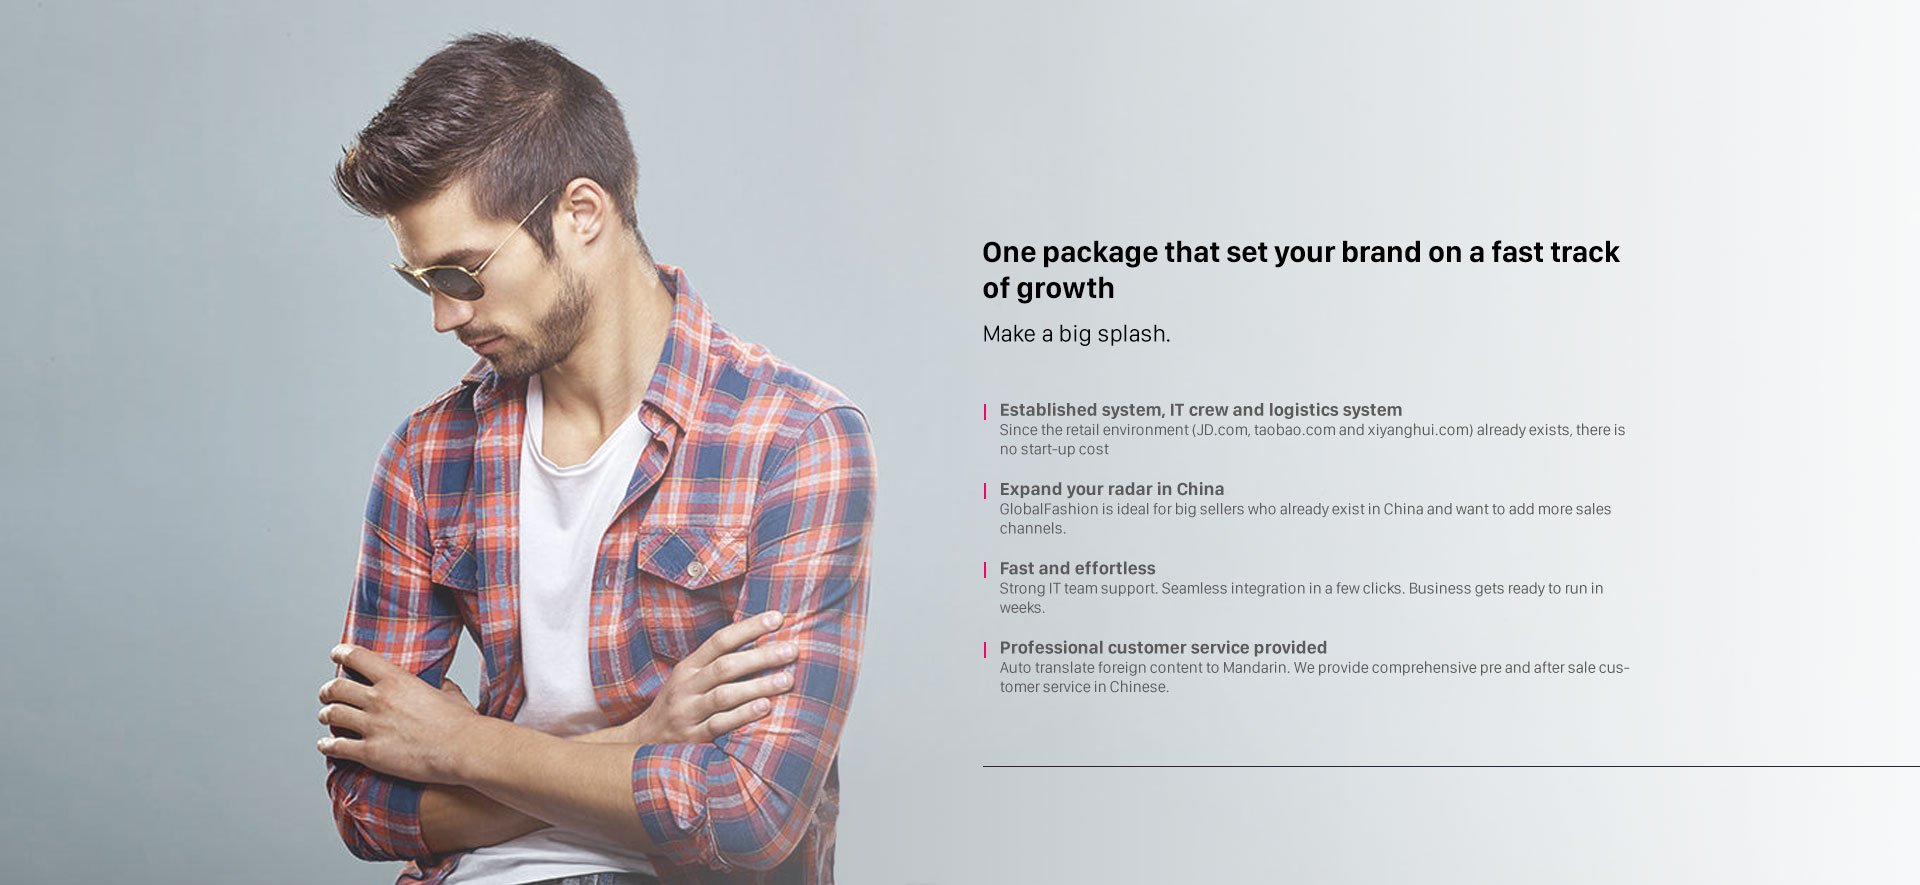 One package that set your brand on a fast track
of growth
Make a big splash.
Established system, IT crew and logistics system
Since the retail environment (JD.com, taobao.com and xiyanghui.com) already exists, there is
no start-up cost
Expand your radar in China
GlobalFashion is ideal for big sellers who already exist in China and want to add more sales
channels.
Fast and effortless
Strong IT team support. Seamless integration in a few clicks. Business gets ready to run in
weeks.
Professional customer service provided
Auto translate foreign content to Mandarin. We provide comprehensive pre and after sale cus-
tomer service in Chinese.